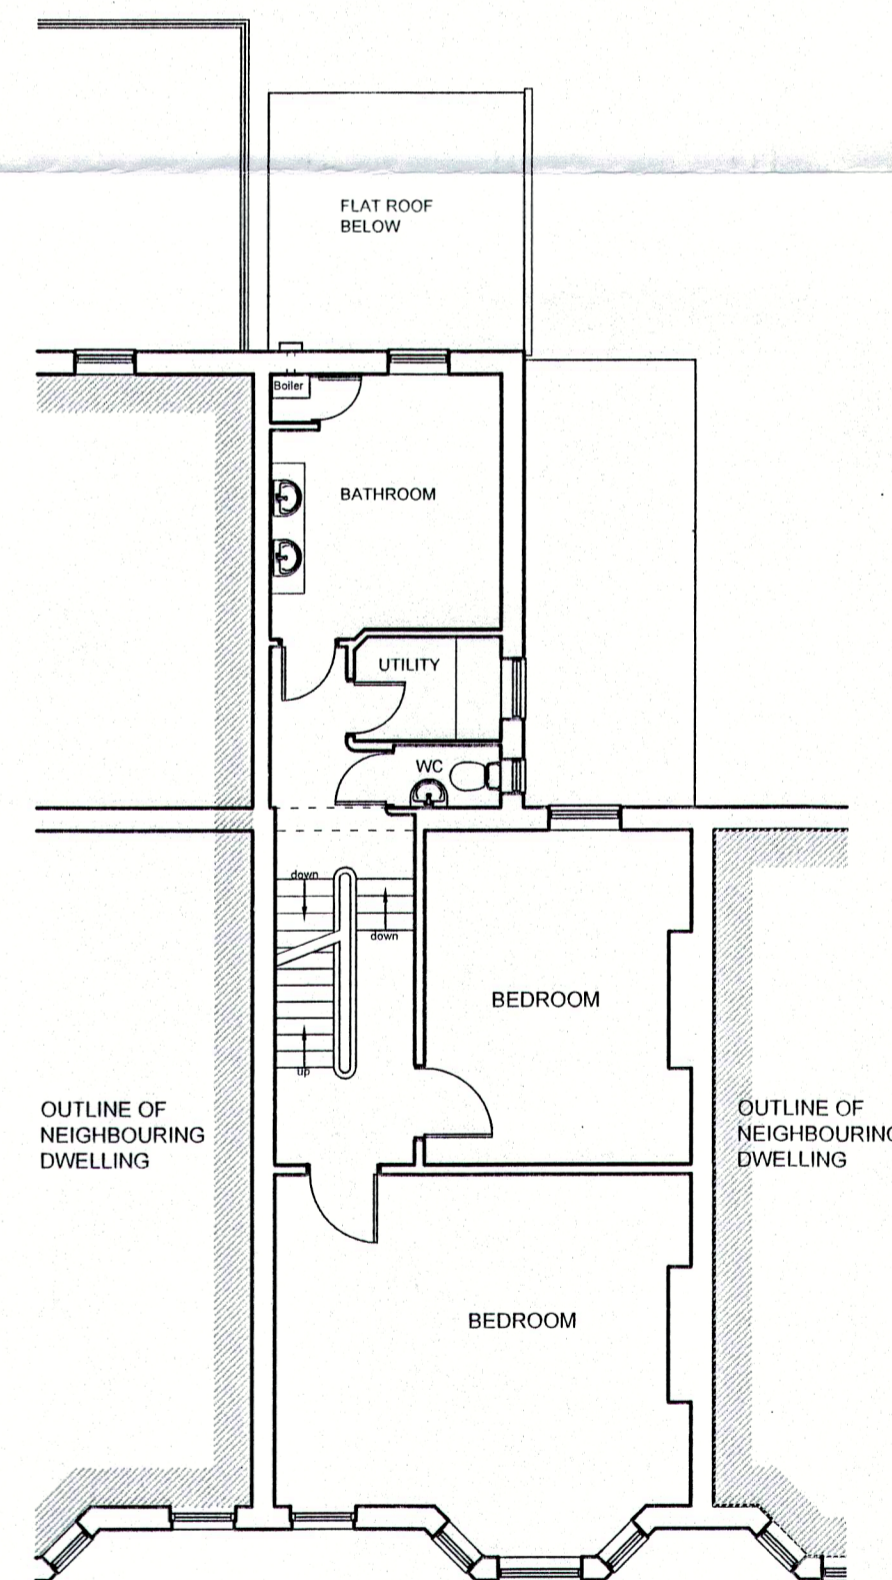 FLAT ROOF
BELOW
Boiler
BATHROOM
UTILITY
WC
down
down
BEDROOM
up
OUTLINE OF
NEIGHBOURING
DWELLING
OUTLINE OF
NEIGHBOURING
DWELLING
BEDROOM